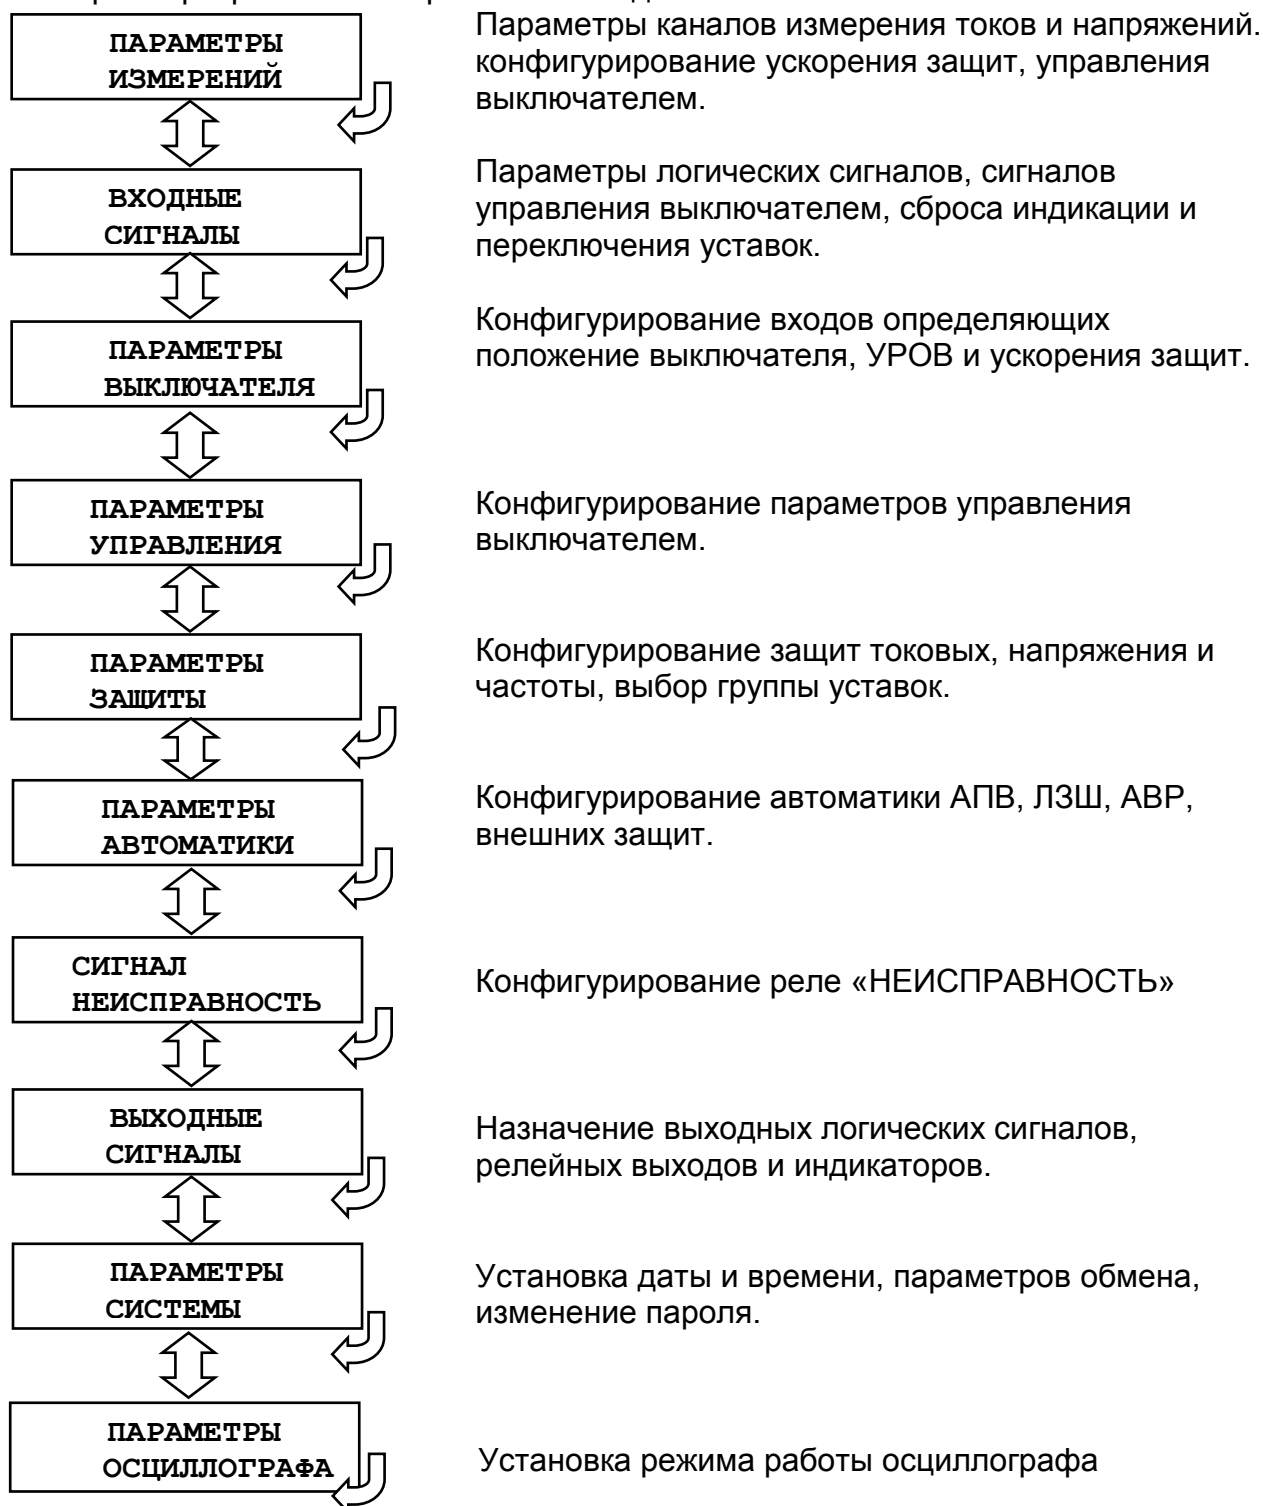 ПАРАМЕТРЫ
ИЗМЕРЕНИЙ
Параметры каналов измерения токов и напряжений.
конфигурирование ускорения защит, управления
выключателем.
ВХОДНЫЕ
СИГНАЛЫ
Параметры логических сигналов, сигналов
управления выключателем, сброса индикации и
переключения уставок.
ПАРАМЕТРЫ
ВЫКЛЮЧАТЕЛЯ
Конфигурирование входов определяющих
положение выключателя, УРОВ и ускорения защит.
ПАРАМЕТРЫ
УПРАВЛЕНИЯ
Конфигурирование параметров управления
выключателем.
ПАРАМЕТРЫ
ЗАЩИТЫ
Конфигурирование защит токовых, напряжения и
частоты, выбор группы уставок.
ПАРАМЕТРЫ
АВТОМАТИКИ
Конфигурирование автоматики АПВ, ЛЗШ, АВР,
внешних защит.
СИГНАЛ
НЕИСПРАВНОСТЬ
Конфигурирование реле «НЕИСПРАВНОСТЬ»
ВЫХОДНЫЕ
СИГНАЛЫ
Назначение выходных логических сигналов,
релейных выходов и индикаторов.
ПАРАМЕТРЫ
СИСТЕМЫ
Установка даты и времени, параметров обмена,
изменение пароля.
ПАРАМЕТРЫ
ОСЦИЛЛОГРАФА
Установка режима работы осциллографа